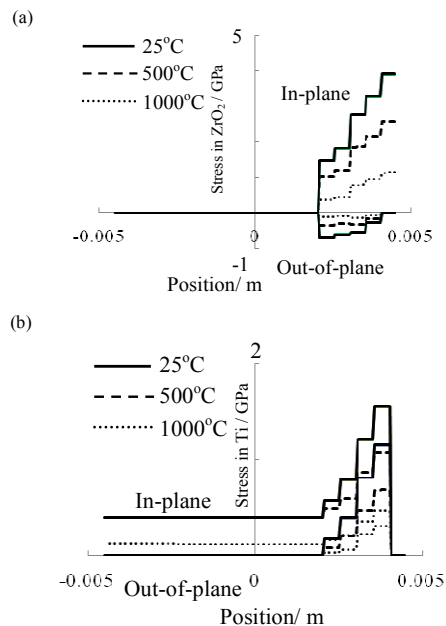 (a)
5
25°C
500°C
1000°C
Stress in ZrO₂ / GPa
In-plane
-0.005
0
0.005
-1
Out-of-plane
Position/ m
(b)
2
25°C
500°C
1000°C
Stress in Ti / GPa
In-plane
-0.005
0
0.005
Out-of-plane
Position/ m